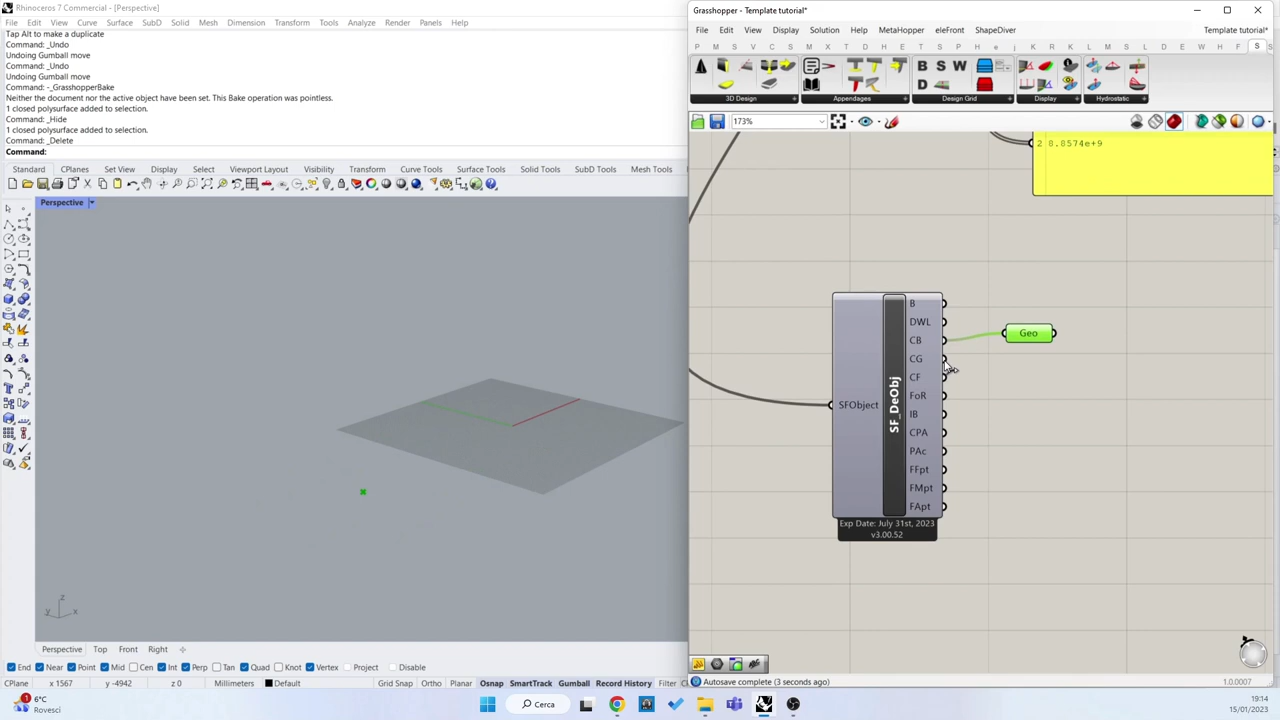 Rhinoceros 7 Commercial - [Perspective]
File Edit View Curve Surface SubD Solid Mesh Dimension Transform Tools Analyze Render Panels Help
Tap Alt to make a duplicate
Command: _Undo
Undoing Gumball move
Command: _Undo
Undoing Gumball move
Command: -_GrasshopperBake
Neither the document nor the active object have been set. This Bake operation was pointless.
1 closed polysurface added to selection.
Command: _Hide
1 closed polysurface added to selection.
Command: _Delete
Command:
Standard CPlanes Set View Display Select Viewport Layout Visibility Transform Curve Tools Surface Tools Solid Tools SubD Tools Mesh Tools
Perspective
z
y x
Perspective Top Front Right
End Near Point Mid Cen Int Perp Tan Quad Knot Vertex Project Disable
CPlane x 1567 y -4942 z 0 Millimeters Default Grid Snap Ortho Planar Osnap SmartTrack Gumball Record History Filter
Grasshopper - Template tutorial*
File Edit View Display Solution Help MetaHopper eleFront ShapeDiver Template tutorial*
3D Design Appendages Design Grid Display Hydrostatic
173%
2 8.8574e+9
SFObject
SF_DeObj
B
DWL
CB
CG
CF
FoR
IB
CPA
PAc
FFpt
FMpt
FApt
Geo
Exp Date: July 31st, 2023
v3.00.52
Autosave complete (3 seconds ago)
1.0.0007
6°C
Rovesci
Cerca
19:14
15/01/2023